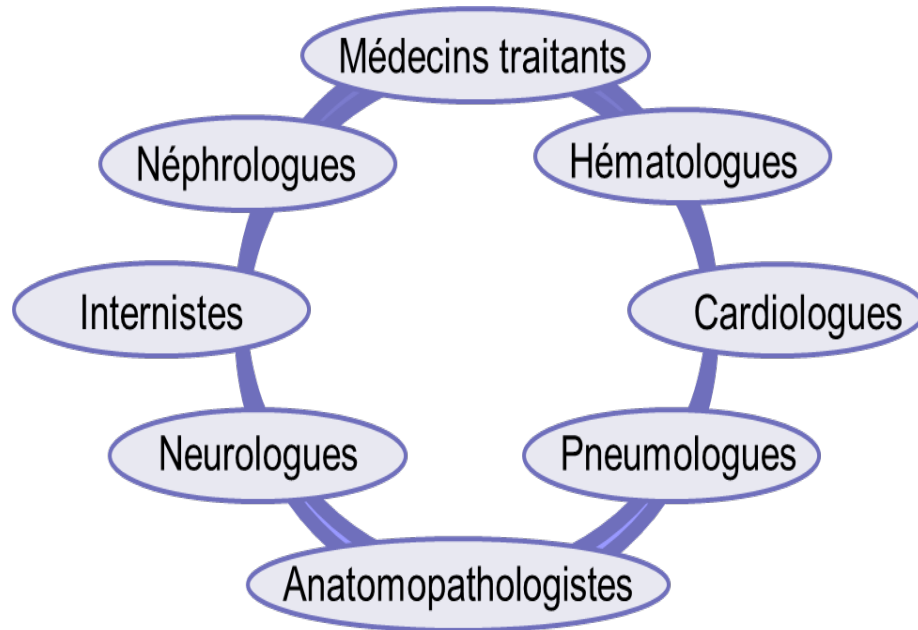 Médecins traitants
Néphrologues
Hématologues
Internistes
Cardiologues
Neurologues
Pneumologues
Anatomopathologistes